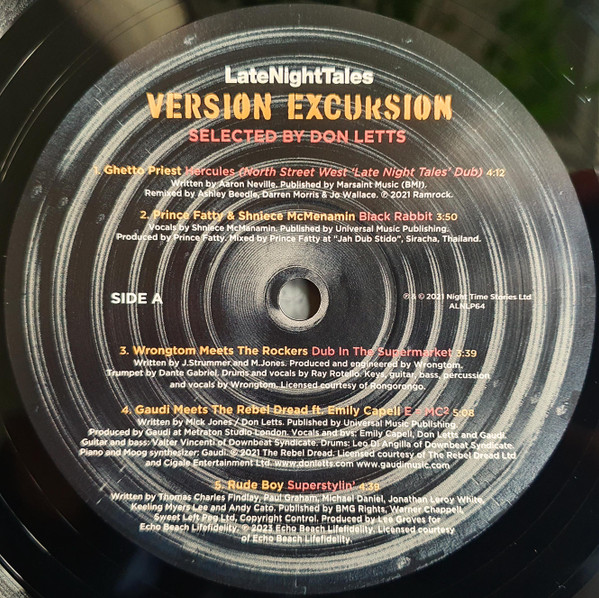 LateNightTales
VERSION EXCURSION
SELECTED BY DON LETTS
1. Ghetto Priest Hercules (North Street West 'Late Night Tales' Dub) 4:12
Written by Aaron Neville. Published by Marsaint Music (BMI).
Remixed by Ashley Beedle, Darren Morris & Jo Wallace. ℗ 2021 Ramrock.
2. Prince Fatty & Shniece McMenamin Black Rabbit 3:50
Vocals by Shniece McManamin. Published by Universal Music Publishing.
Produced by Prince Fatty. Mixed by Prince Fatty at "Jah Dub Stido", Siracha, Thailand.
SIDE A
℗ & © 2021 Night Time Stories Ltd
ALNLP64
3. Wrongtom Meets The Rockers Dub In The Supermarket 3:39
Written by J.Strummer and M.Jones. Produced and engineered by Wrongtom.
Trumpet by Dante Gabriel, Drums and vocals by Ray Rotello. Keys, guitar, bass, percussion
and vocals by Wrongtom. Licensed courtesy of Rongorongo.
4. Gaudi Meets The Rebel Dread ft. Emily Capell E = MC² 5:08
Written by Mick Jones / Don Letts. Published by Universal Music Publishing.
Produced by Gaudi at Metraton Studio London. Vocals and bvs: Emily Capell, Don Letts and Gaudi.
Guitar and bass: Valter Vincenti of Downbeat Syndicate. Drums: Leo Di Angilla of Downbeat Syndicate.
Piano and Moog synthesizer: Gaudi. © 2021 The Rebel Dread. Licensed courtesy of The Rebel Dread Ltd
and Cigale Entertainment Ltd. www.donletts.com www.gaudimusic.com
5. Rude Boy Superstylin' 4:39
Written by Thomas Charles Findlay, Paul Graham, Michael Daniel, Jonathan Leroy White,
Keeling Myers Lee and Andy Cato. Published by BMG Rights, Warner Chappell,
Sweet Left Peg Ltd, Copyright Control. Produced by Lee Groves for
Echo Beach Lifefidelity. © 2023 Echo Beach Lifefidelity. Licensed courtesy
of Echo Beach Lifefidelity.